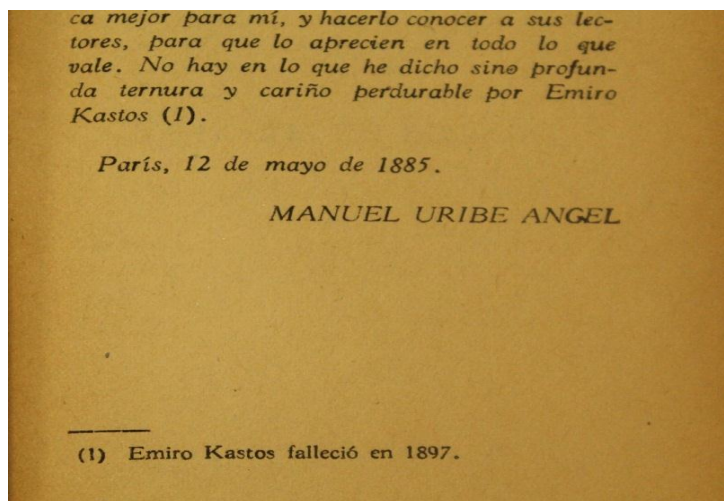 ca mejor para mí, y hacerlo conocer a sus lec-
tores, para que lo aprecien en todo lo que
vale. No hay en lo que he dicho sino profun-
da ternura y cariño perdurable por Emiro
Kastos (1).
París, 12 de mayo de 1885.
MANUEL URIBE ANGEL
(1) Emiro Kastos falleció en 1897.